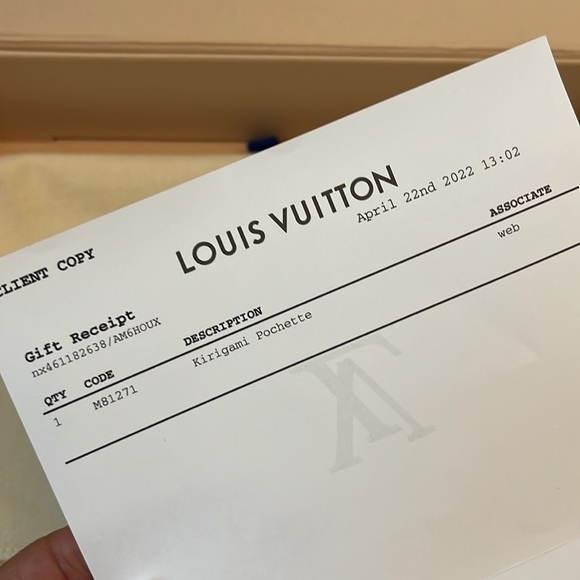 CLIENT COPY
LOUIS VUITTON
April 22nd 2022 13:02
Gift Receipt
nx461182638/AM6HOUX
QTY CODE DESCRIPTION ASSOCIATE
1 M81271 Kirigami Pochette web
LV